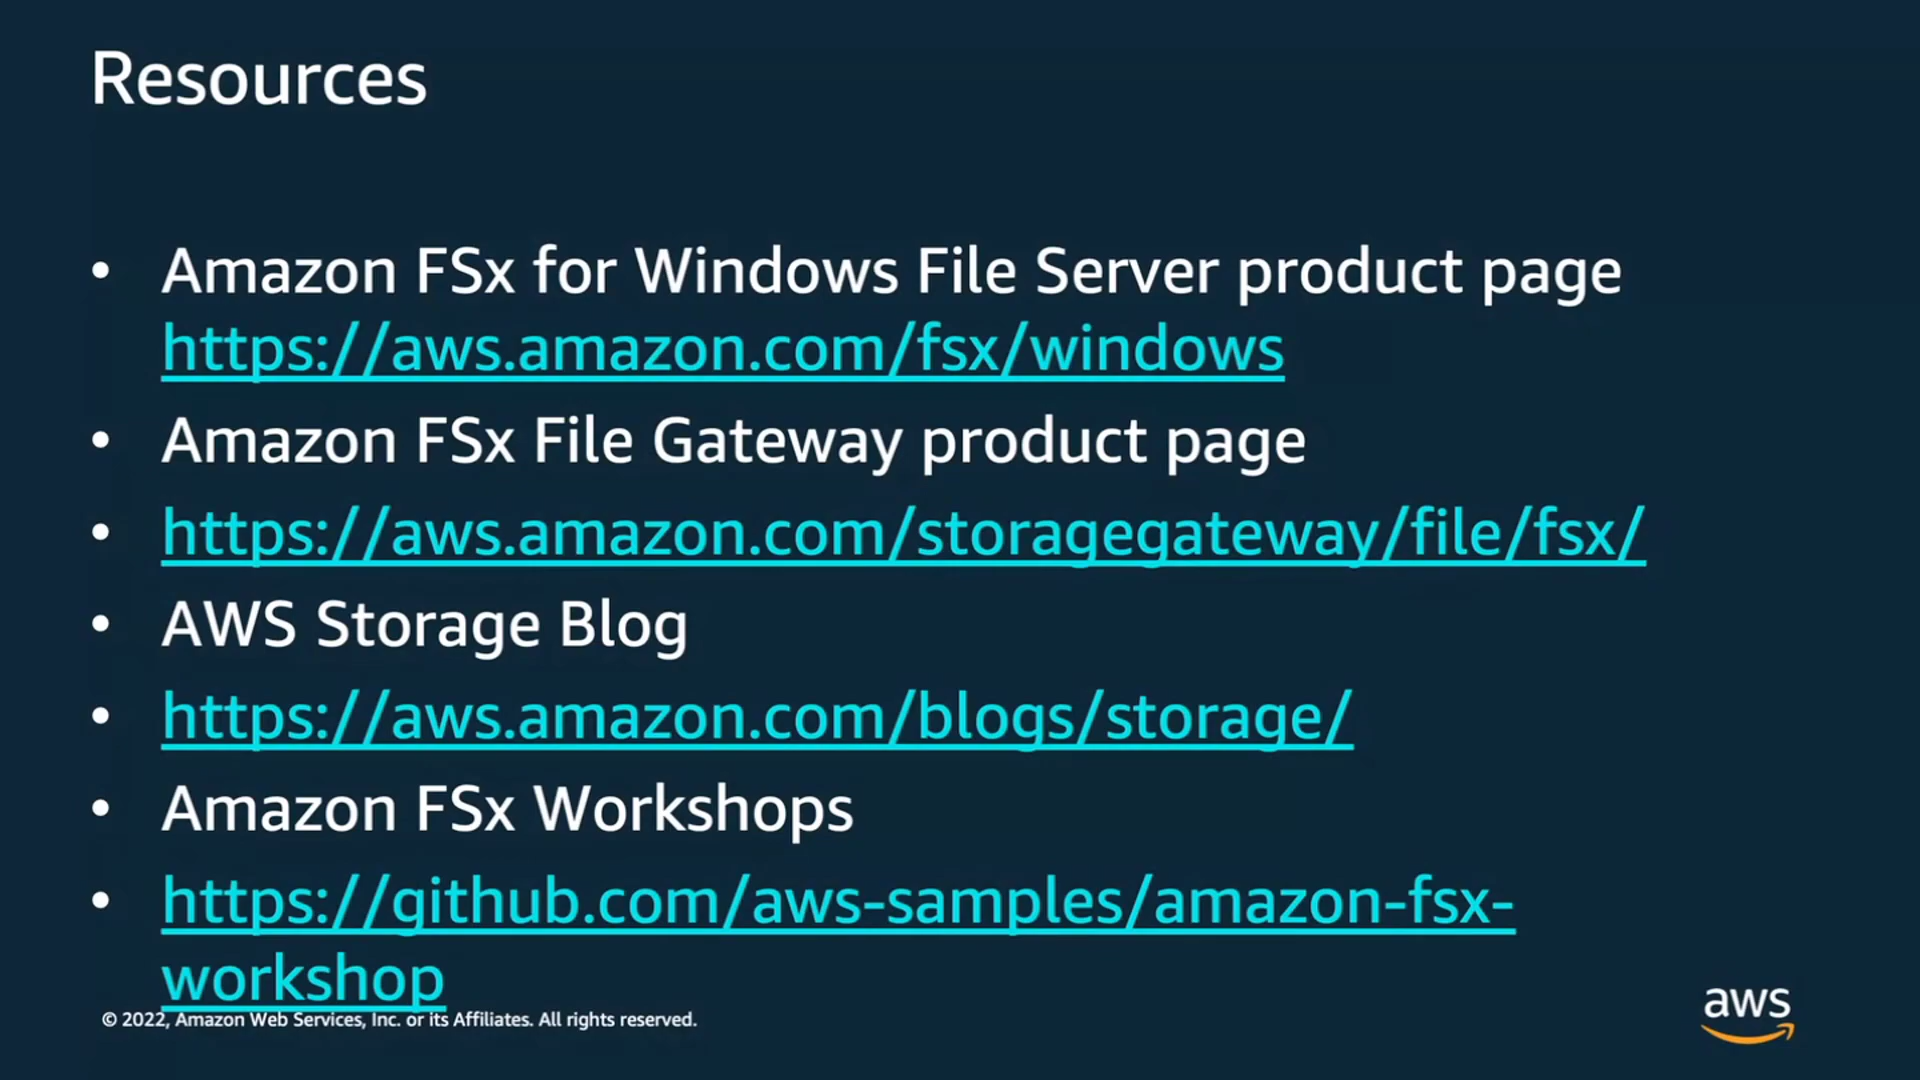 Resources
• Amazon FSx for Windows File Server product page
https://aws.amazon.com/fsx/windows
• Amazon FSx File Gateway product page
• https://aws.amazon.com/storagegateway/file/fsx/
• AWS Storage Blog
• https://aws.amazon.com/blogs/storage/
• Amazon FSx Workshops
• https://github.com/aws-samples/amazon-fsx-
workshop
© 2022, Amazon Web Services, Inc. or its Affiliates. All rights reserved.
aws